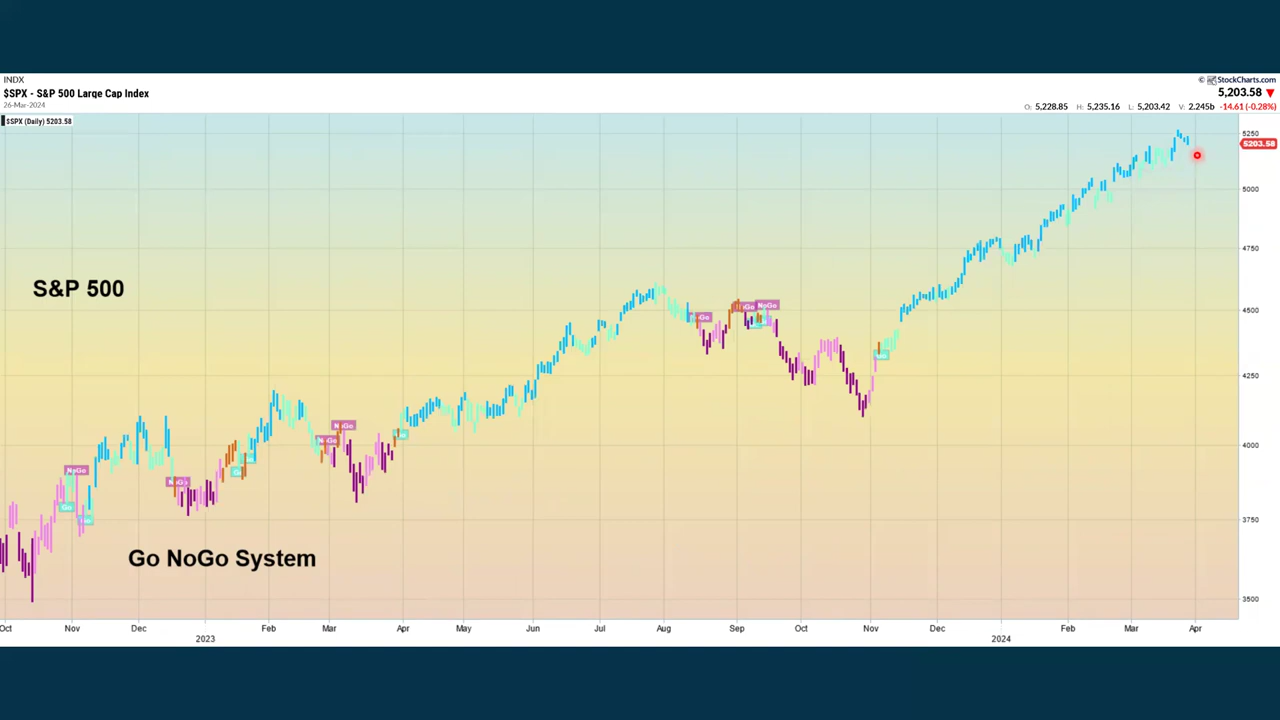 INDX
© StockCharts.com
$SPX - S&P 500 Large Cap Index
5,203.58
26-Mar-2024
O: 5,228.85 H: 5,235.16 L: 5,203.42 V: 2.245b -14.61 (-0.28%)
$SPX (Daily) 5203.58
5250
5203.58
5000
4750
S&P 500
4500
NoGo
NoGo
4250
NoGo
4000
NoGo
NoGo
NoGo
Go
Go
3750
Go NoGo System
3500
Oct Nov Dec Feb Mar Apr May Jun Jul Aug Sep Oct Nov Dec Feb Mar Apr
2023 2024